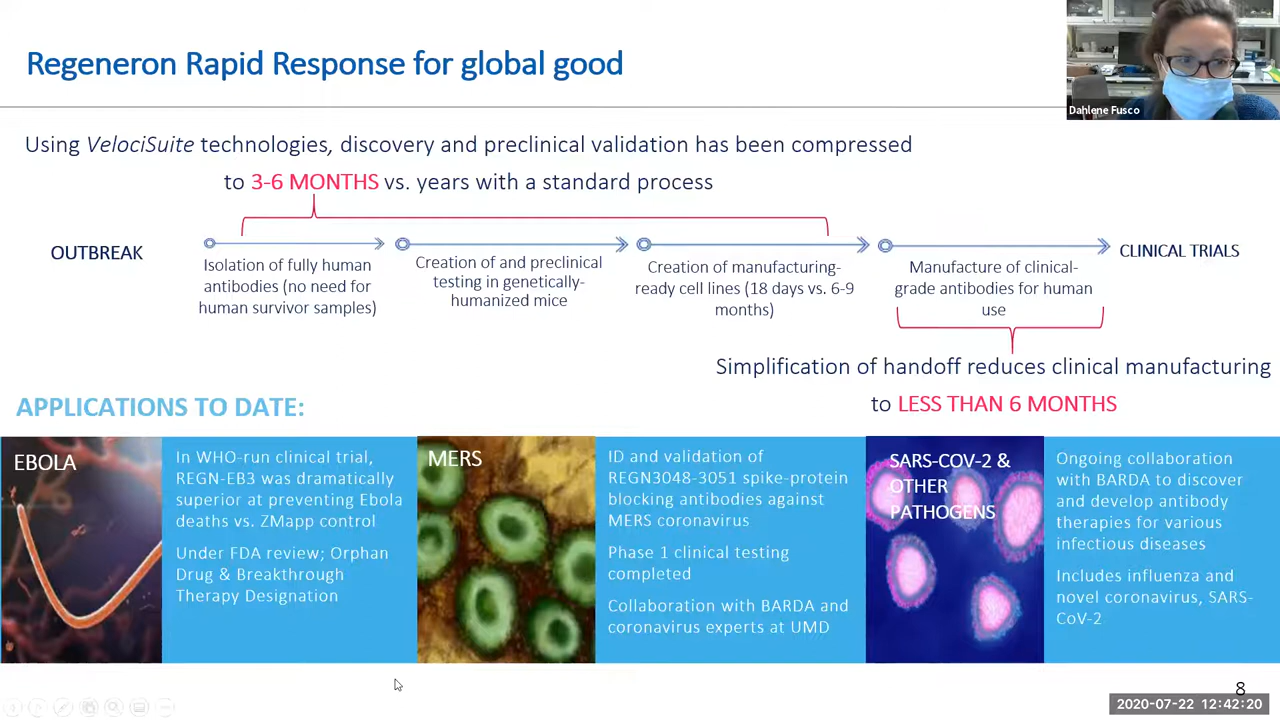 Regeneron Rapid Response for global good
Dahlene Fusco
Using VelociSuite technologies, discovery and preclinical validation has been compressed
to 3-6 MONTHS vs. years with a standard process
OUTBREAK
Isolation of fully human
antibodies (no need for
human survivor samples)
Creation of and preclinical
testing in genetically-
humanized mice
Creation of manufacturing-
ready cell lines (18 days vs. 6-9
months)
Manufacture of clinical-
grade antibodies for human
use
CLINICAL TRIALS
Simplification of handoff reduces clinical manufacturing
to LESS THAN 6 MONTHS
APPLICATIONS TO DATE:
EBOLA
In WHO-run clinical trial,
REGN-EB3 was dramatically
superior at preventing Ebola
deaths vs. ZMapp control
Under FDA review; Orphan
Drug & Breakthrough
Therapy Designation
MERS
ID and validation of
REGN3048-3051 spike-protein
blocking antibodies against
MERS coronavirus
Phase 1 clinical testing
completed
Collaboration with BARDA and
coronavirus experts at UMD
SARS-COV-2 &
OTHER
PATHOGENS
Ongoing collaboration
with BARDA to discover
and develop antibody
therapies for various
infectious diseases
Includes influenza and
novel coronavirus, SARS-
CoV-2
8
2020-07-22 12:42:20